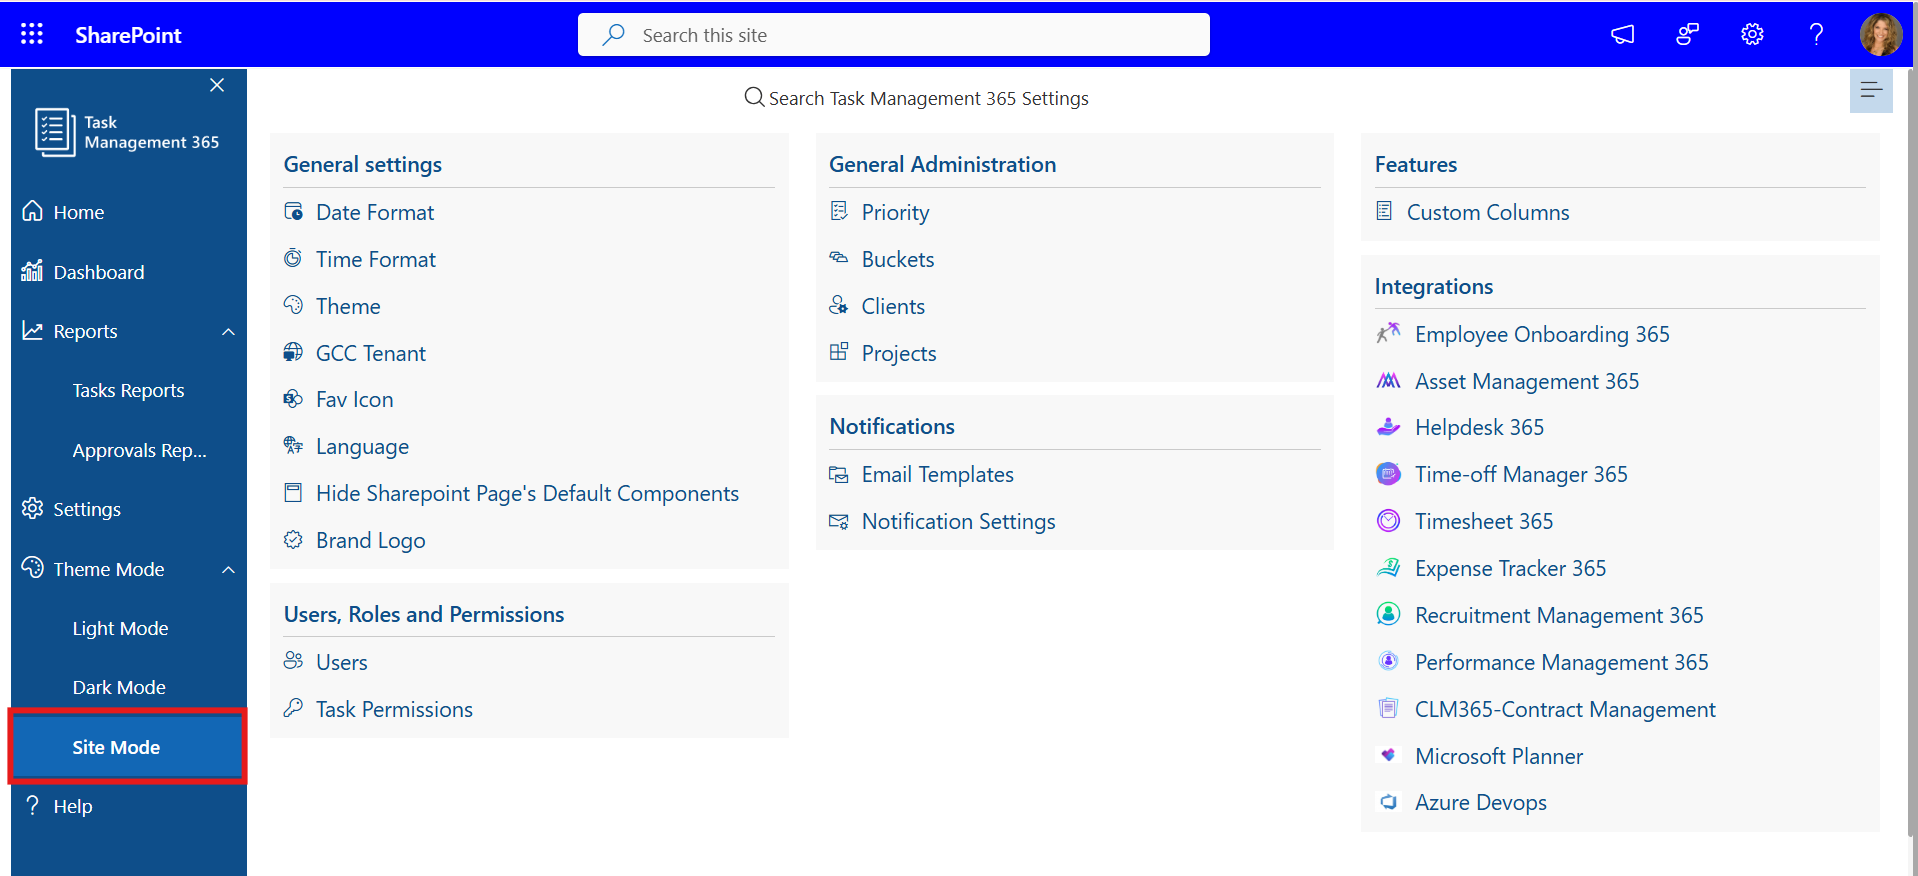 SharePoint
Search this site
Task
Management 365
Home
Dashboard
Reports
Tasks Reports
Approvals Rep...
Settings
Theme Mode
Light Mode
Dark Mode
Site Mode
Help
Search Task Management 365 Settings
General settings
Date Format
Time Format
Theme
GCC Tenant
Fav Icon
Language
Hide Sharepoint Page's Default Components
Brand Logo
Users, Roles and Permissions
Users
Task Permissions
General Administration
Priority
Buckets
Clients
Projects
Notifications
Email Templates
Notification Settings
Features
Custom Columns
Integrations
Employee Onboarding 365
Asset Management 365
Helpdesk 365
Time-off Manager 365
Timesheet 365
Expense Tracker 365
Recruitment Management 365
Performance Management 365
CLM365-Contract Management
Microsoft Planner
Azure Devops